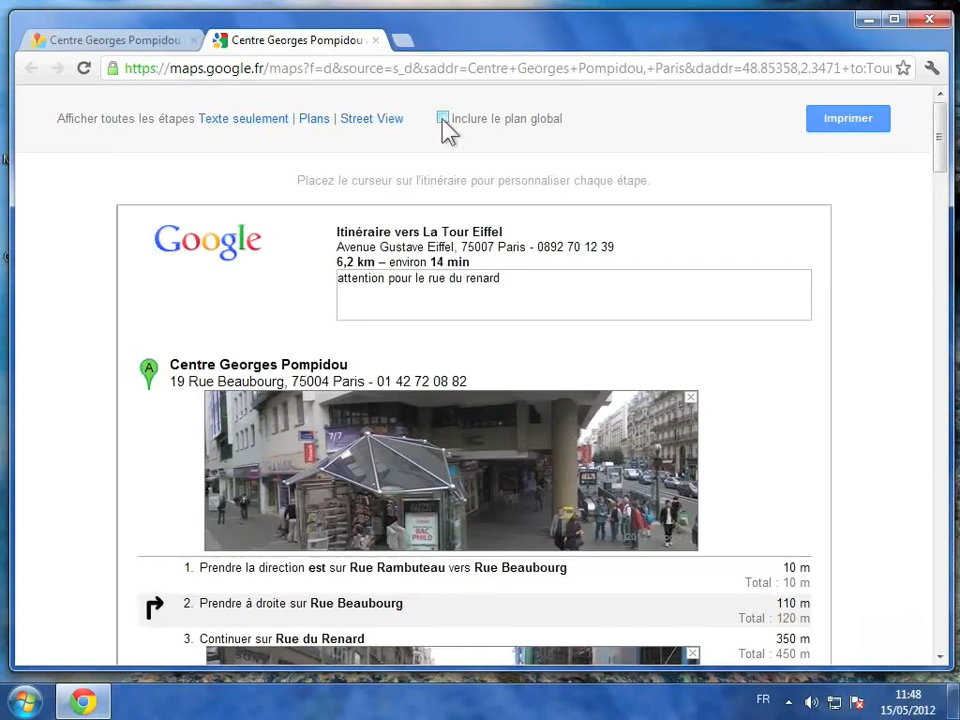 Centre Georges Pompidou
Centre Georges Pompidou
https://maps.google.fr/maps?f=d&source=s_d&saddr=Centre+Georges+Pompidou,+Paris&daddr=48.85358,2.3471+to:Tour
Afficher toutes les étapes Texte seulement | Plans | Street View
Inclure le plan global
Imprimer
Placez le curseur sur l'itinéraire pour personnaliser chaque étape.
Google
Itinéraire vers La Tour Eiffel
Avenue Gustave Eiffel, 75007 Paris - 0892 70 12 39
6,2 km – environ 14 min
attention pour le rue du renard
A
Centre Georges Pompidou
19 Rue Beaubourg, 75004 Paris - 01 42 72 08 82
7/7
BAC
PHILO
1. Prendre la direction est sur Rue Rambuteau vers Rue Beaubourg 10 m
Total : 10 m
2. Prendre à droite sur Rue Beaubourg 110 m
Total : 120 m
3. Continuer sur Rue du Renard 350 m
Total : 450 m
FR
11:48
15/05/2012